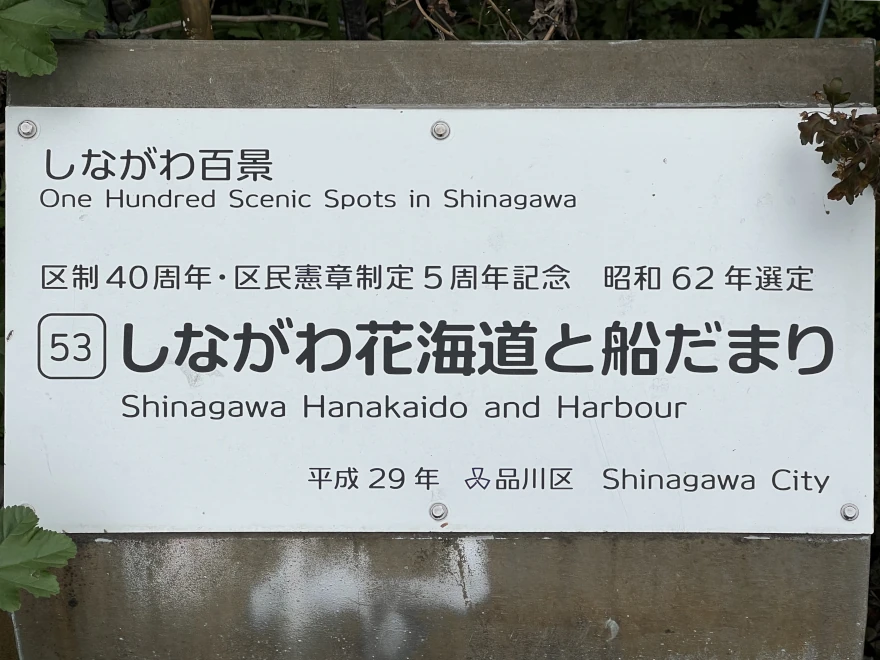 しながわ百景
One Hundred Scenic Spots in Shinagawa
区制40周年・区民憲章制定5周年記念　昭和62年選定
53 しながわ花海道と船だまり
Shinagawa Hanakaido and Harbour
平成29年 品川区 Shinagawa City